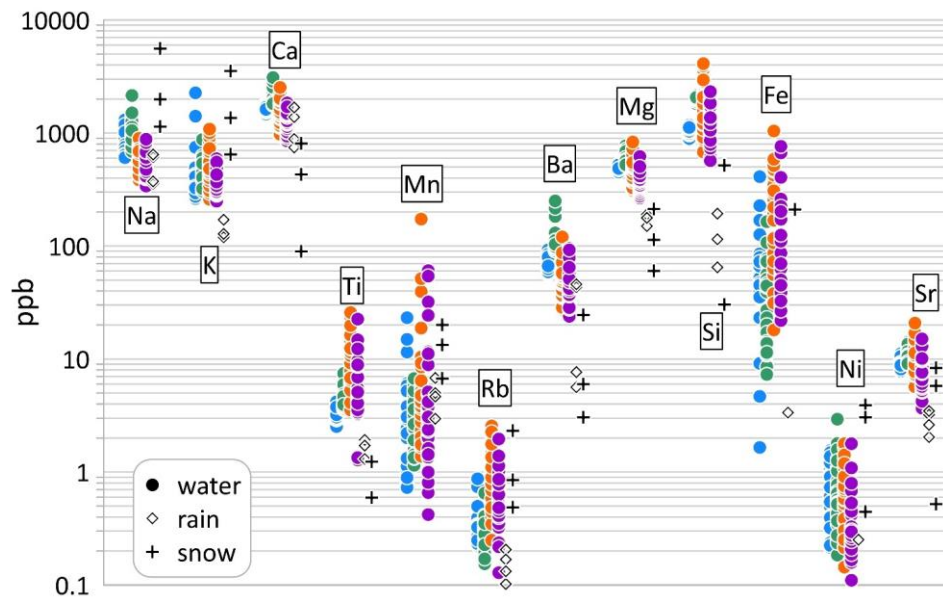 10000
1000
100
10
1
0.1
ppb
Na
K
Ca
Ti
Mn
Rb
Ba
Mg
Si
Fe
Ni
Sr
water
rain
snow